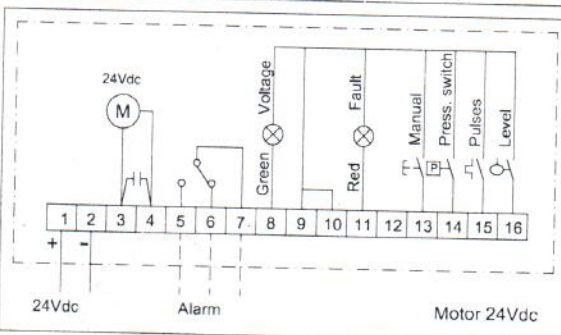 24Vdc
M
Green Voltage
Red Fault
Manual
Press. switch
Pulses
Level
P
1 2 3 4 5 6 7 8 9 10 11 12 13 14 15 16
+ -
24Vdc
Alarm
Motor 24Vdc